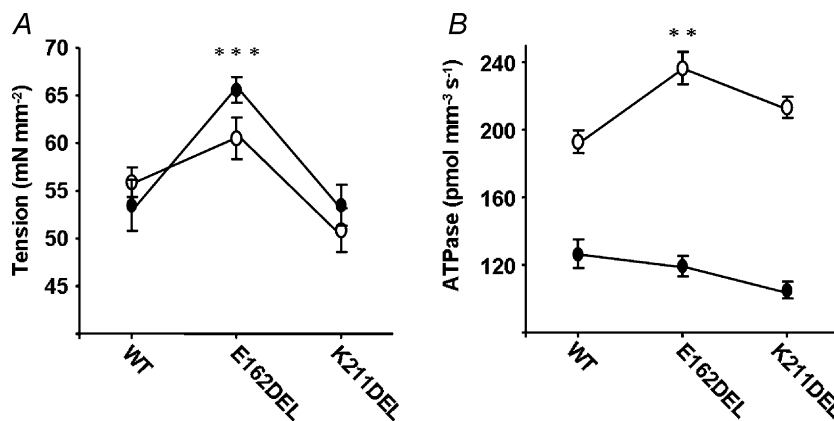 A
B
***
**
70
65
60
55
50
45
Tension (mN mm⁻²)
WT
E162DEL
K211DEL
240
200
160
120
ATPase (pmol mm⁻³ s⁻¹)
WT
E162DEL
K211DEL